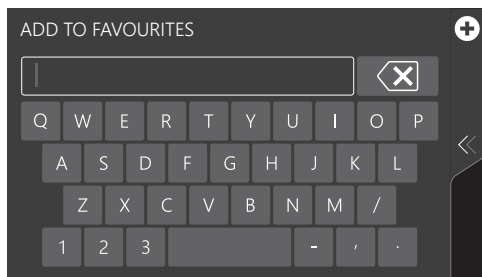 ADD TO FAVOURITES
Q W E R T Y U I O P
A S D F G H J K L
Z X C V B N M /
1 2 3 - , .